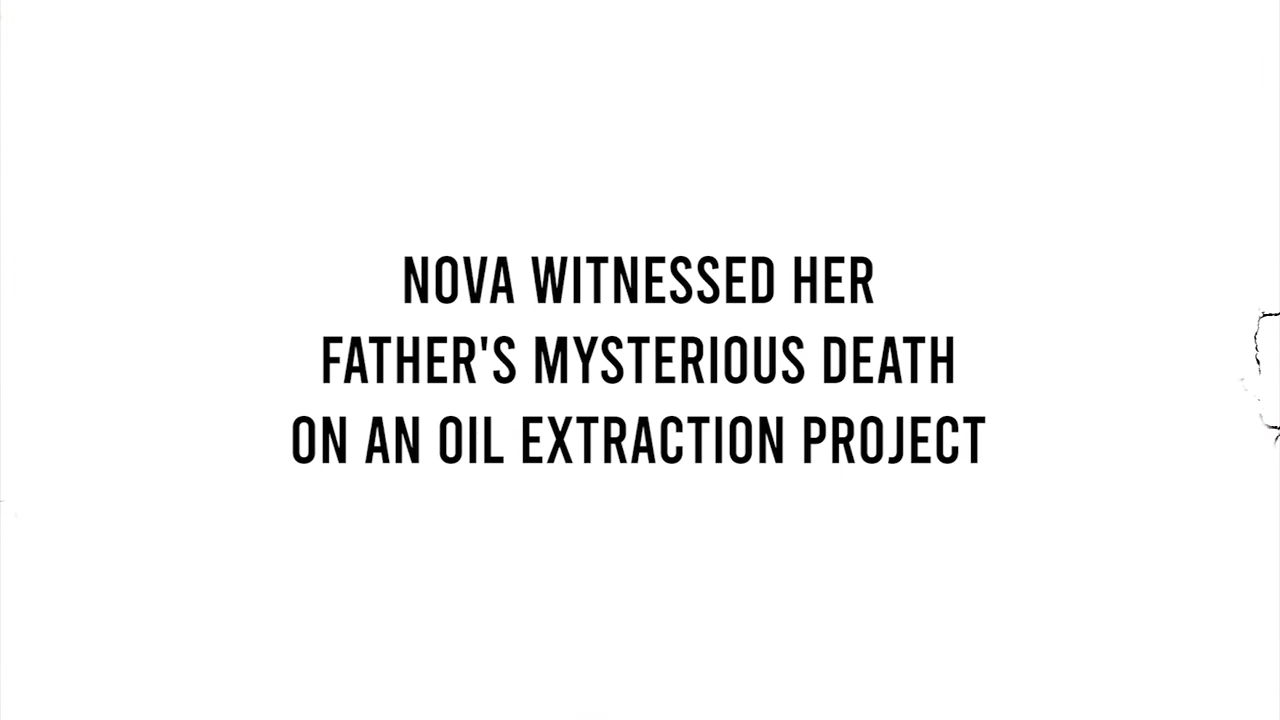 NOVA WITNESSED HER
FATHER'S MYSTERIOUS DEATH
ON AN OIL EXTRACTION PROJECT